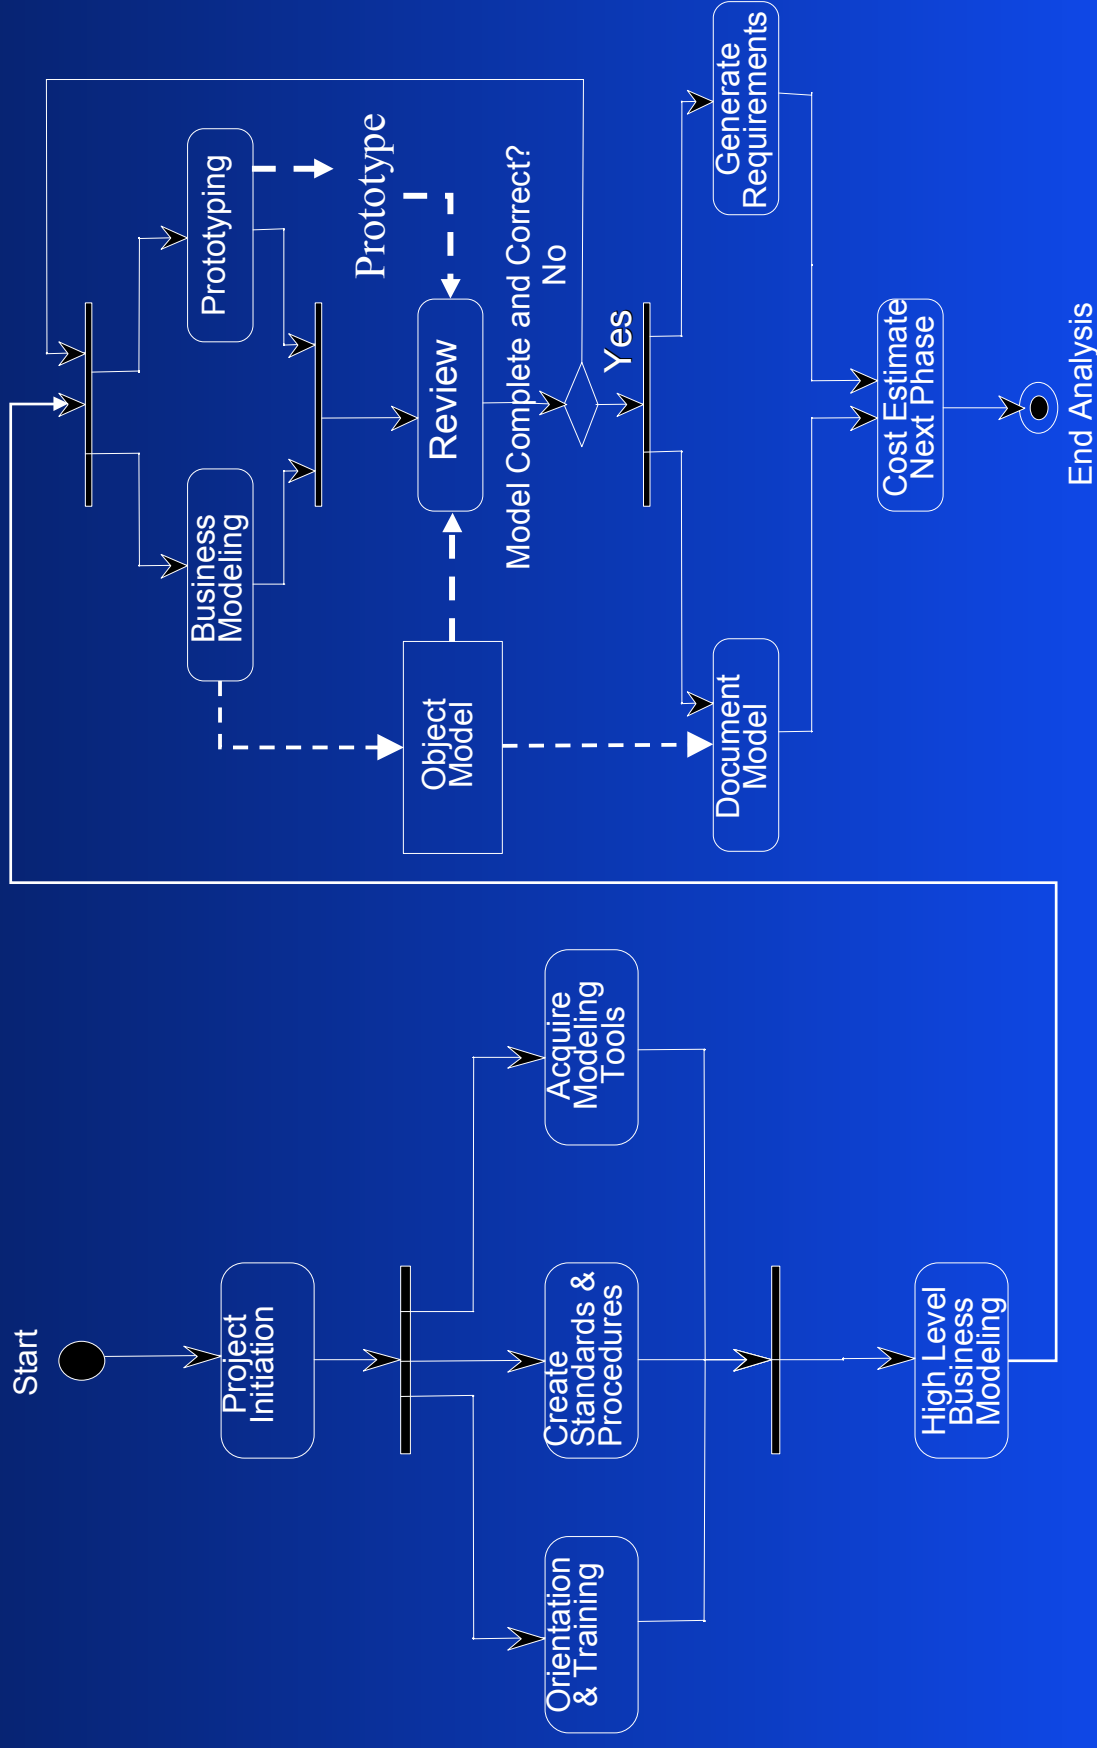 Start
Project
Initiation
Orientation
& Training
Create
Standards &
Procedures
Acquire
Modeling
Tools
High Level
Business
Modeling
Business
Modeling
Prototyping
Prototype
Object
Model
Review
Model Complete and Correct?
No
Yes
Document
Model
Generate
Requirements
Cost Estimate
Next Phase
End Analysis